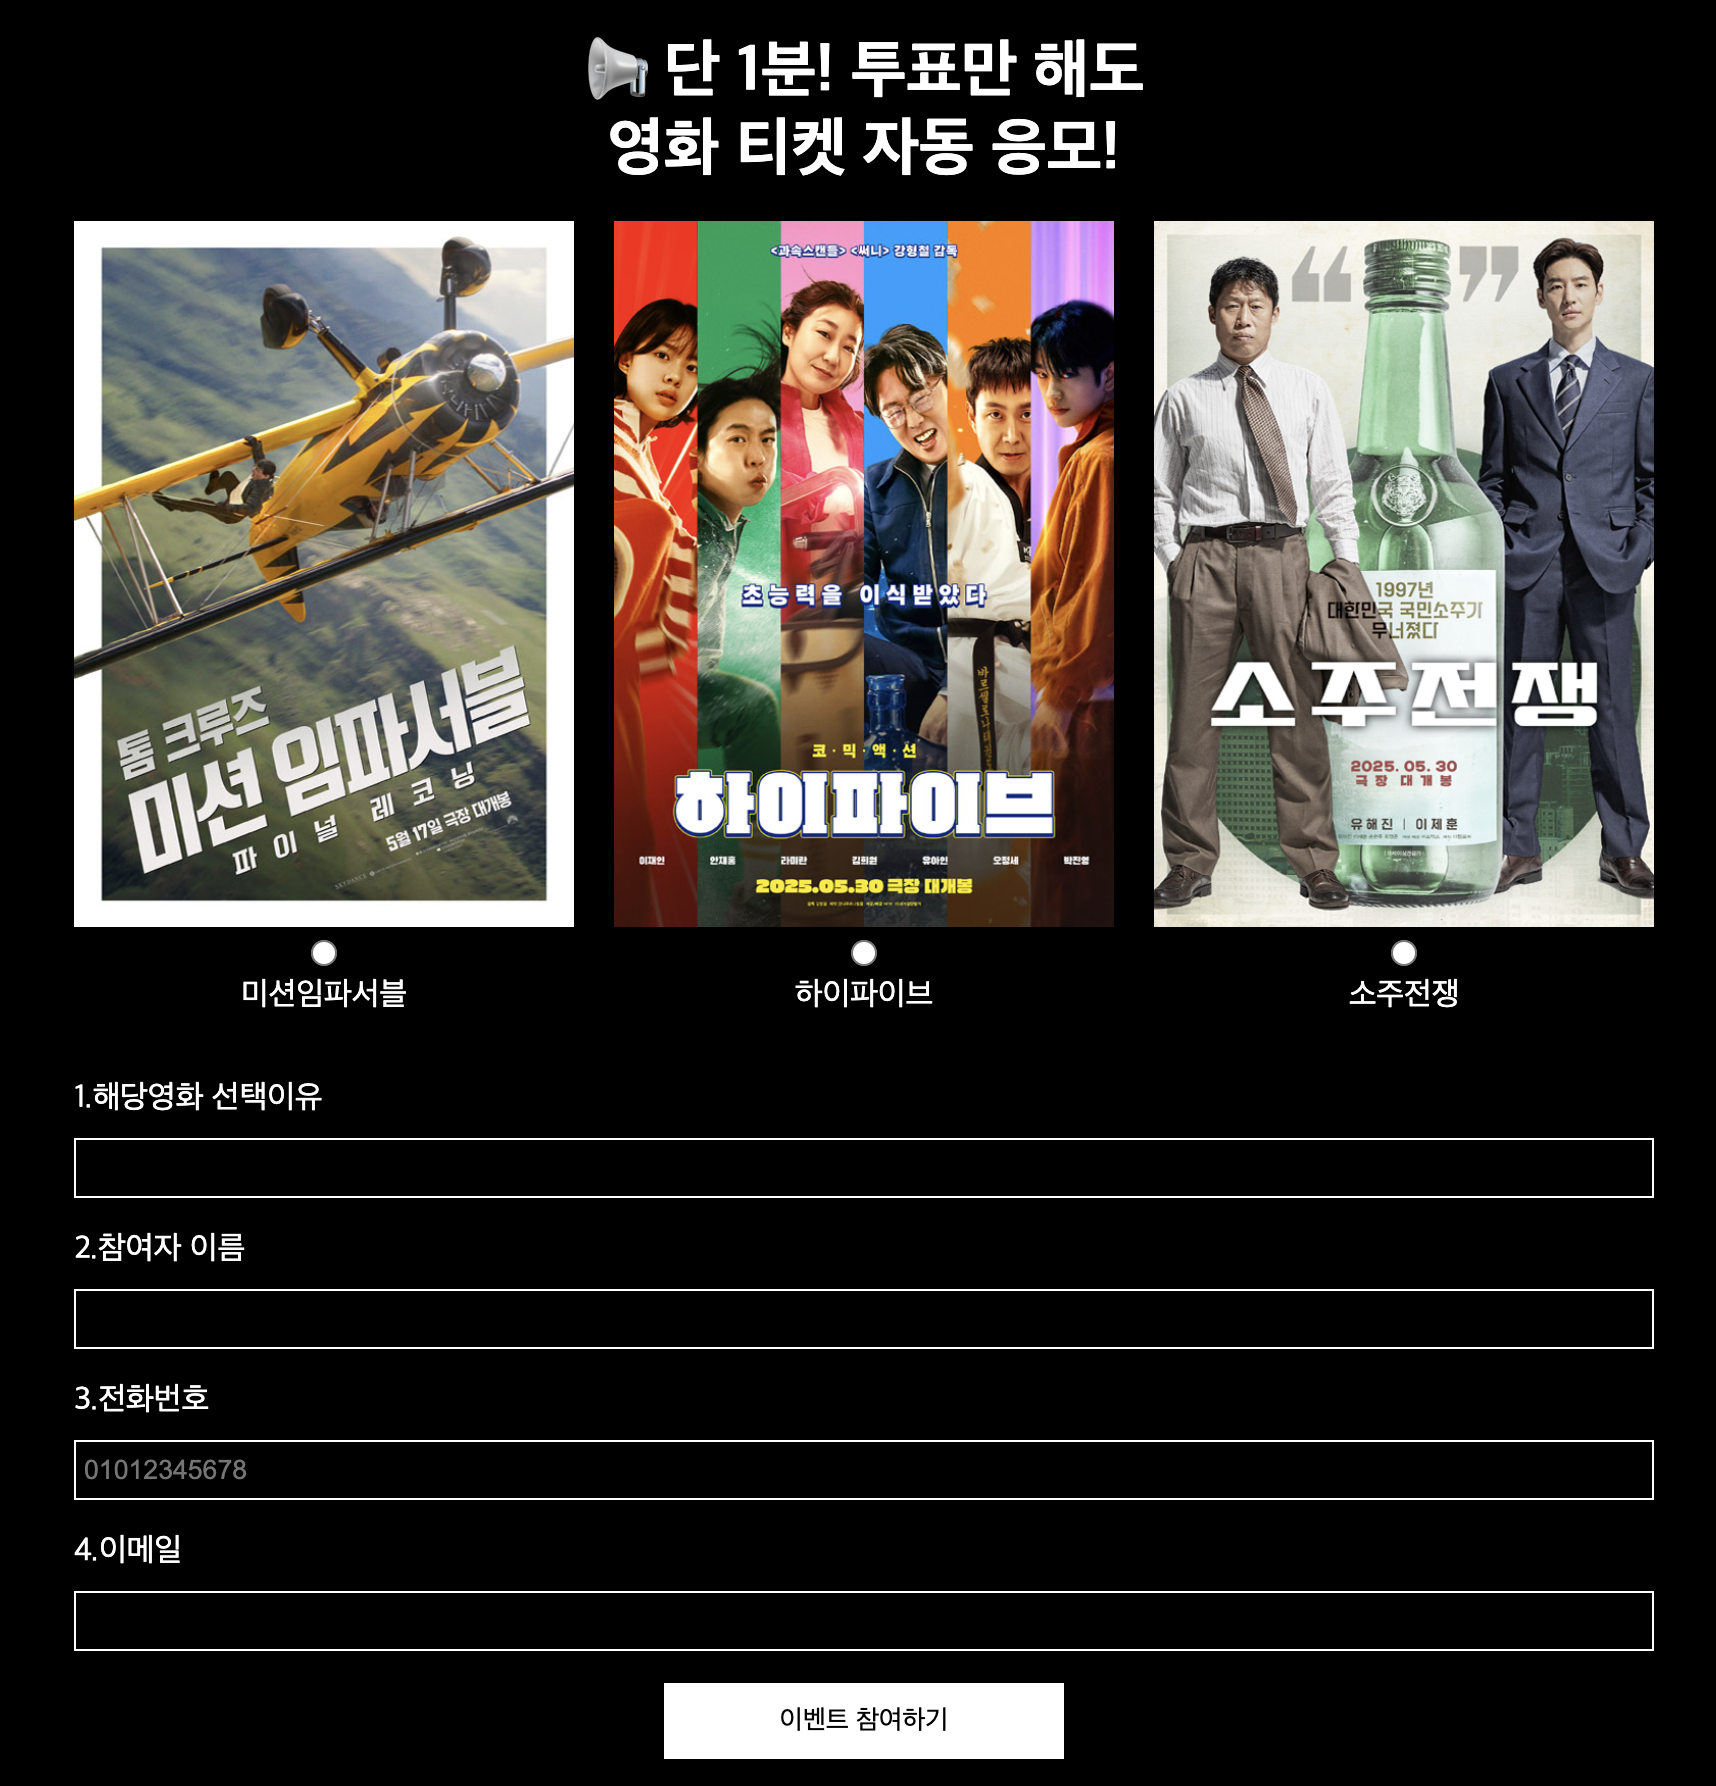 단 1분! 투표만 해도
영화 티켓 자동 응모!
톰 크루즈
미션 임파서블
파이널 레코닝
5월 17일 극장 대개봉
SKYDANCE
<과속스캔들> <써니> 강형철 감독
초능력을 이식받았다
코·믹·액·션
하이파이브
이재인 안재홍 라미란 김희원 유아인 오정세 박진영
2025.05.30 극장 대개봉
“ ”
1997년
대한민국 국민소주가
무너졌다
소주전쟁
2025. 05. 30
극장 대개봉
유해진 | 이제훈
미션임파서블
하이파이브
소주전쟁
1.해당영화 선택이유
2.참여자 이름
3.전화번호
01012345678
4.이메일
이벤트 참여하기